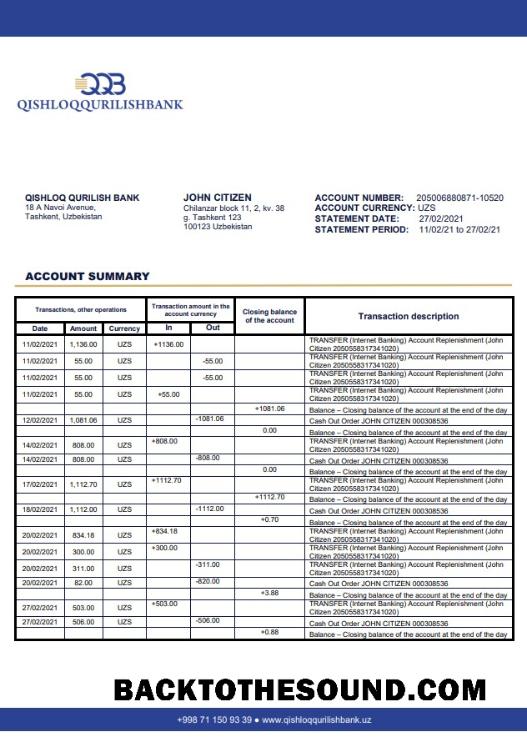 QQB
QISHLOQQURILISHBANK
QISHLOQ QURILISH BANK
18 A Navoi Avenue,
Tashkent, Uzbekistan
JOHN CITIZEN
Chilanzar block 11, 2, kv. 38
g. Tashkent 123
100123 Uzbekistan
ACCOUNT NUMBER: 205006880871-10520
ACCOUNT CURRENCY: UZS
STATEMENT DATE: 27/02/2021
STATEMENT PERIOD: 11/02/21 to 27/02/21
ACCOUNT SUMMARY
Transactions, other operations
Transaction amount in the
account currency
Closing balance
of the account
Transaction description
Date Amount Currency In Out
11/02/2021 1,136.00 UZS +1136.00 TRANSFER (Internet Banking) Account Replenishment (John
Citizen 2050558317341020)
11/02/2021 55.00 UZS -55.00 TRANSFER (Internet Banking) Account Replenishment (John
Citizen 2050558317341020)
11/02/2021 55.00 UZS -55.00 TRANSFER (Internet Banking) Account Replenishment (John
Citizen 2050558317341020)
11/02/2021 55.00 UZS +55.00 TRANSFER (Internet Banking) Account Replenishment (John
Citizen 2050558317341020)
+1081.06 Balance – Closing balance of the account at the end of the day
12/02/2021 1,081.06 UZS -1081.06 Cash Out Order JOHN CITIZEN 000308536
0.00 Balance – Closing balance of the account at the end of the day
14/02/2021 808.00 UZS +808.00 TRANSFER (Internet Banking) Account Replenishment (John
Citizen 2050558317341020)
14/02/2021 808.00 UZS -808.00 Cash Out Order JOHN CITIZEN 000308536
0.00 Balance – Closing balance of the account at the end of the day
17/02/2021 1,112.70 UZS +1112.70 TRANSFER (Internet Banking) Account Replenishment (John
Citizen 2050558317341020)
+1112.70 Balance – Closing balance of the account at the end of the day
18/02/2021 1,112.00 UZS -1112.00 Cash Out Order JOHN CITIZEN 000308536
+0.70 Balance – Closing balance of the account at the end of the day
20/02/2021 834.18 UZS +834.18 TRANSFER (Internet Banking) Account Replenishment (John
Citizen 2050558317341020)
20/02/2021 300.00 UZS +300.00 TRANSFER (Internet Banking) Account Replenishment (John
Citizen 2050558317341020)
20/02/2021 311.00 UZS -311.00 TRANSFER (Internet Banking) Account Replenishment (John
Citizen 2050558317341020)
20/02/2021 82.00 UZS -820.00 Cash Out Order JOHN CITIZEN 000308536
+3.88 Balance – Closing balance of the account at the end of the day
27/02/2021 503.00 UZS +503.00 TRANSFER (Internet Banking) Account Replenishment (John
Citizen 2050558317341020)
27/02/2021 506.00 UZS -506.00 Cash Out Order JOHN CITIZEN 000308536
+0.88 Balance – Closing balance of the account at the end of the day
BACKTOTHESOUND.COM
+998 71 150 93 39 ● www.qishloqqurilishbank.uz